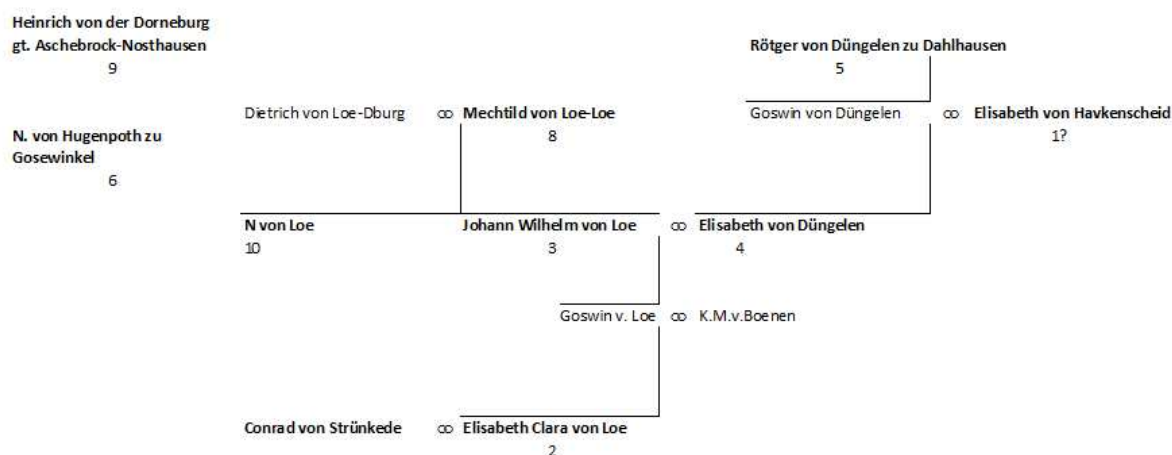 Heinrich von der Dorneburg
gt. Aschebrock-Nosthausen
9
Rötger von Düngelen zu Dahlhausen
5
Dietrich von Loe-Dburg ꝏ Mechtild von Loe-Loe
8
Goswin von Düngelen ꝏ Elisabeth von Havkenscheid
1?
N. von Hugenpoth zu
Gosewinkel
6
N von Loe
10
Johann Wilhelm von Loe ꝏ Elisabeth von Düngelen
3
4
Goswin v. Loe ꝏ K.M.v.Boenen
Conrad von Strünkede ꝏ Elisabeth Clara von Loe
2